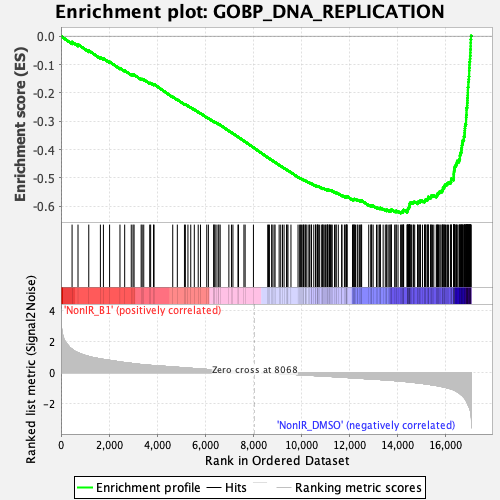 Enrichment plot: GOBP_DNA_REPLICATION
Enrichment score (ES)
0.0
-0.1
-0.2
-0.3
-0.4
-0.5
-0.6
'NonIR_B1' (positively correlated)
Ranked list metric (Signal2Noise)
4
2
0
-2
Zero cross at 8068
'NonIR_DMSO' (negatively correlated)
0 2,000 4,000 6,000 8,000 10,000 12,000 14,000 16,000
Rank in Ordered Dataset
Enrichment profile Hits Ranking metric scores